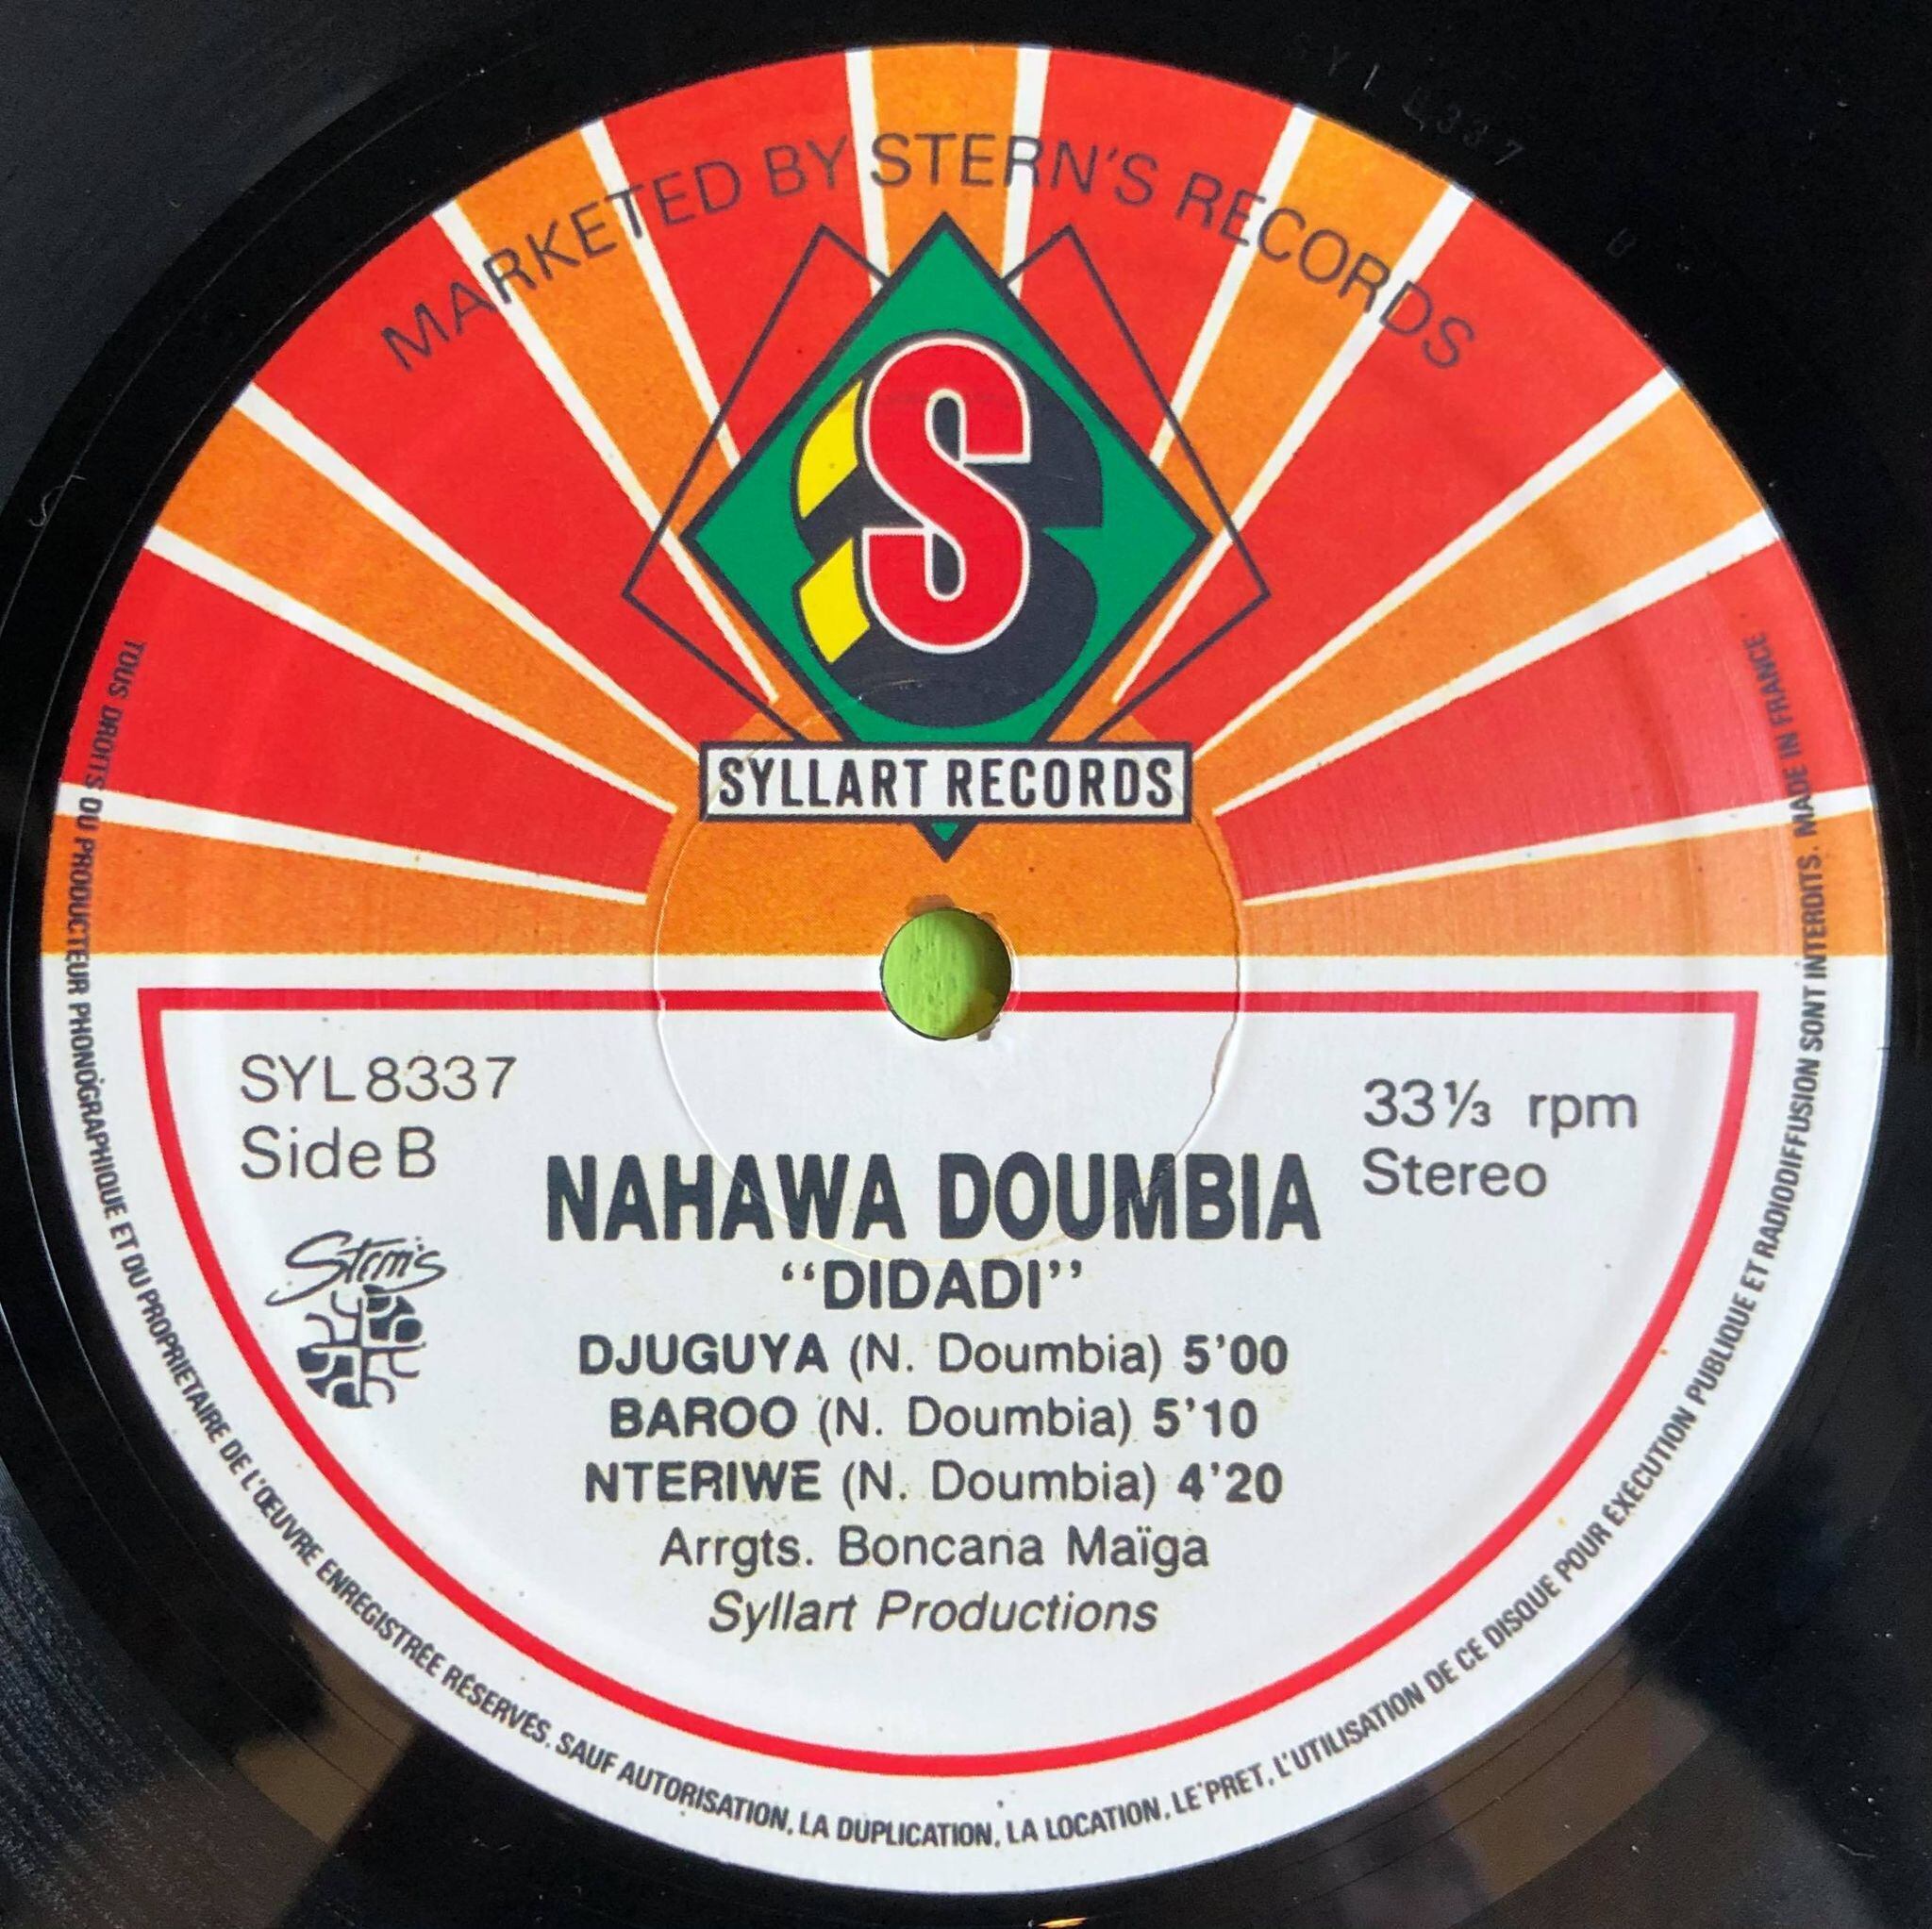 MARKETED BY STERN'S RECORDS
S
SYLLART RECORDS
SYL8337
Side B
33⅓ rpm
Stereo
Stern's
NAHAWA DOUMBIA
“DIDADI”
DJUGUYA (N. Doumbia) 5'00
BAROO (N. Doumbia) 5'10
NTERIWE (N. Doumbia) 4'20
Arrgts. Boncana Maïga
Syllart Productions
TOUS DROITS DU PRODUCTEUR PHONOGRAPHIQUE ET DU PROPRIETAIRE DE L'ŒUVRE ENREGISTRÉE RÉSERVÉS. SAUF AUTORISATION, LA DUPLICATION, LA LOCATION, LE PRET, L'UTILISATION DE CE DISQUE POUR EXECUTION PUBLIQUE ET RADIODIFFUSION SONT INTERDITS. MADE IN FRANCE